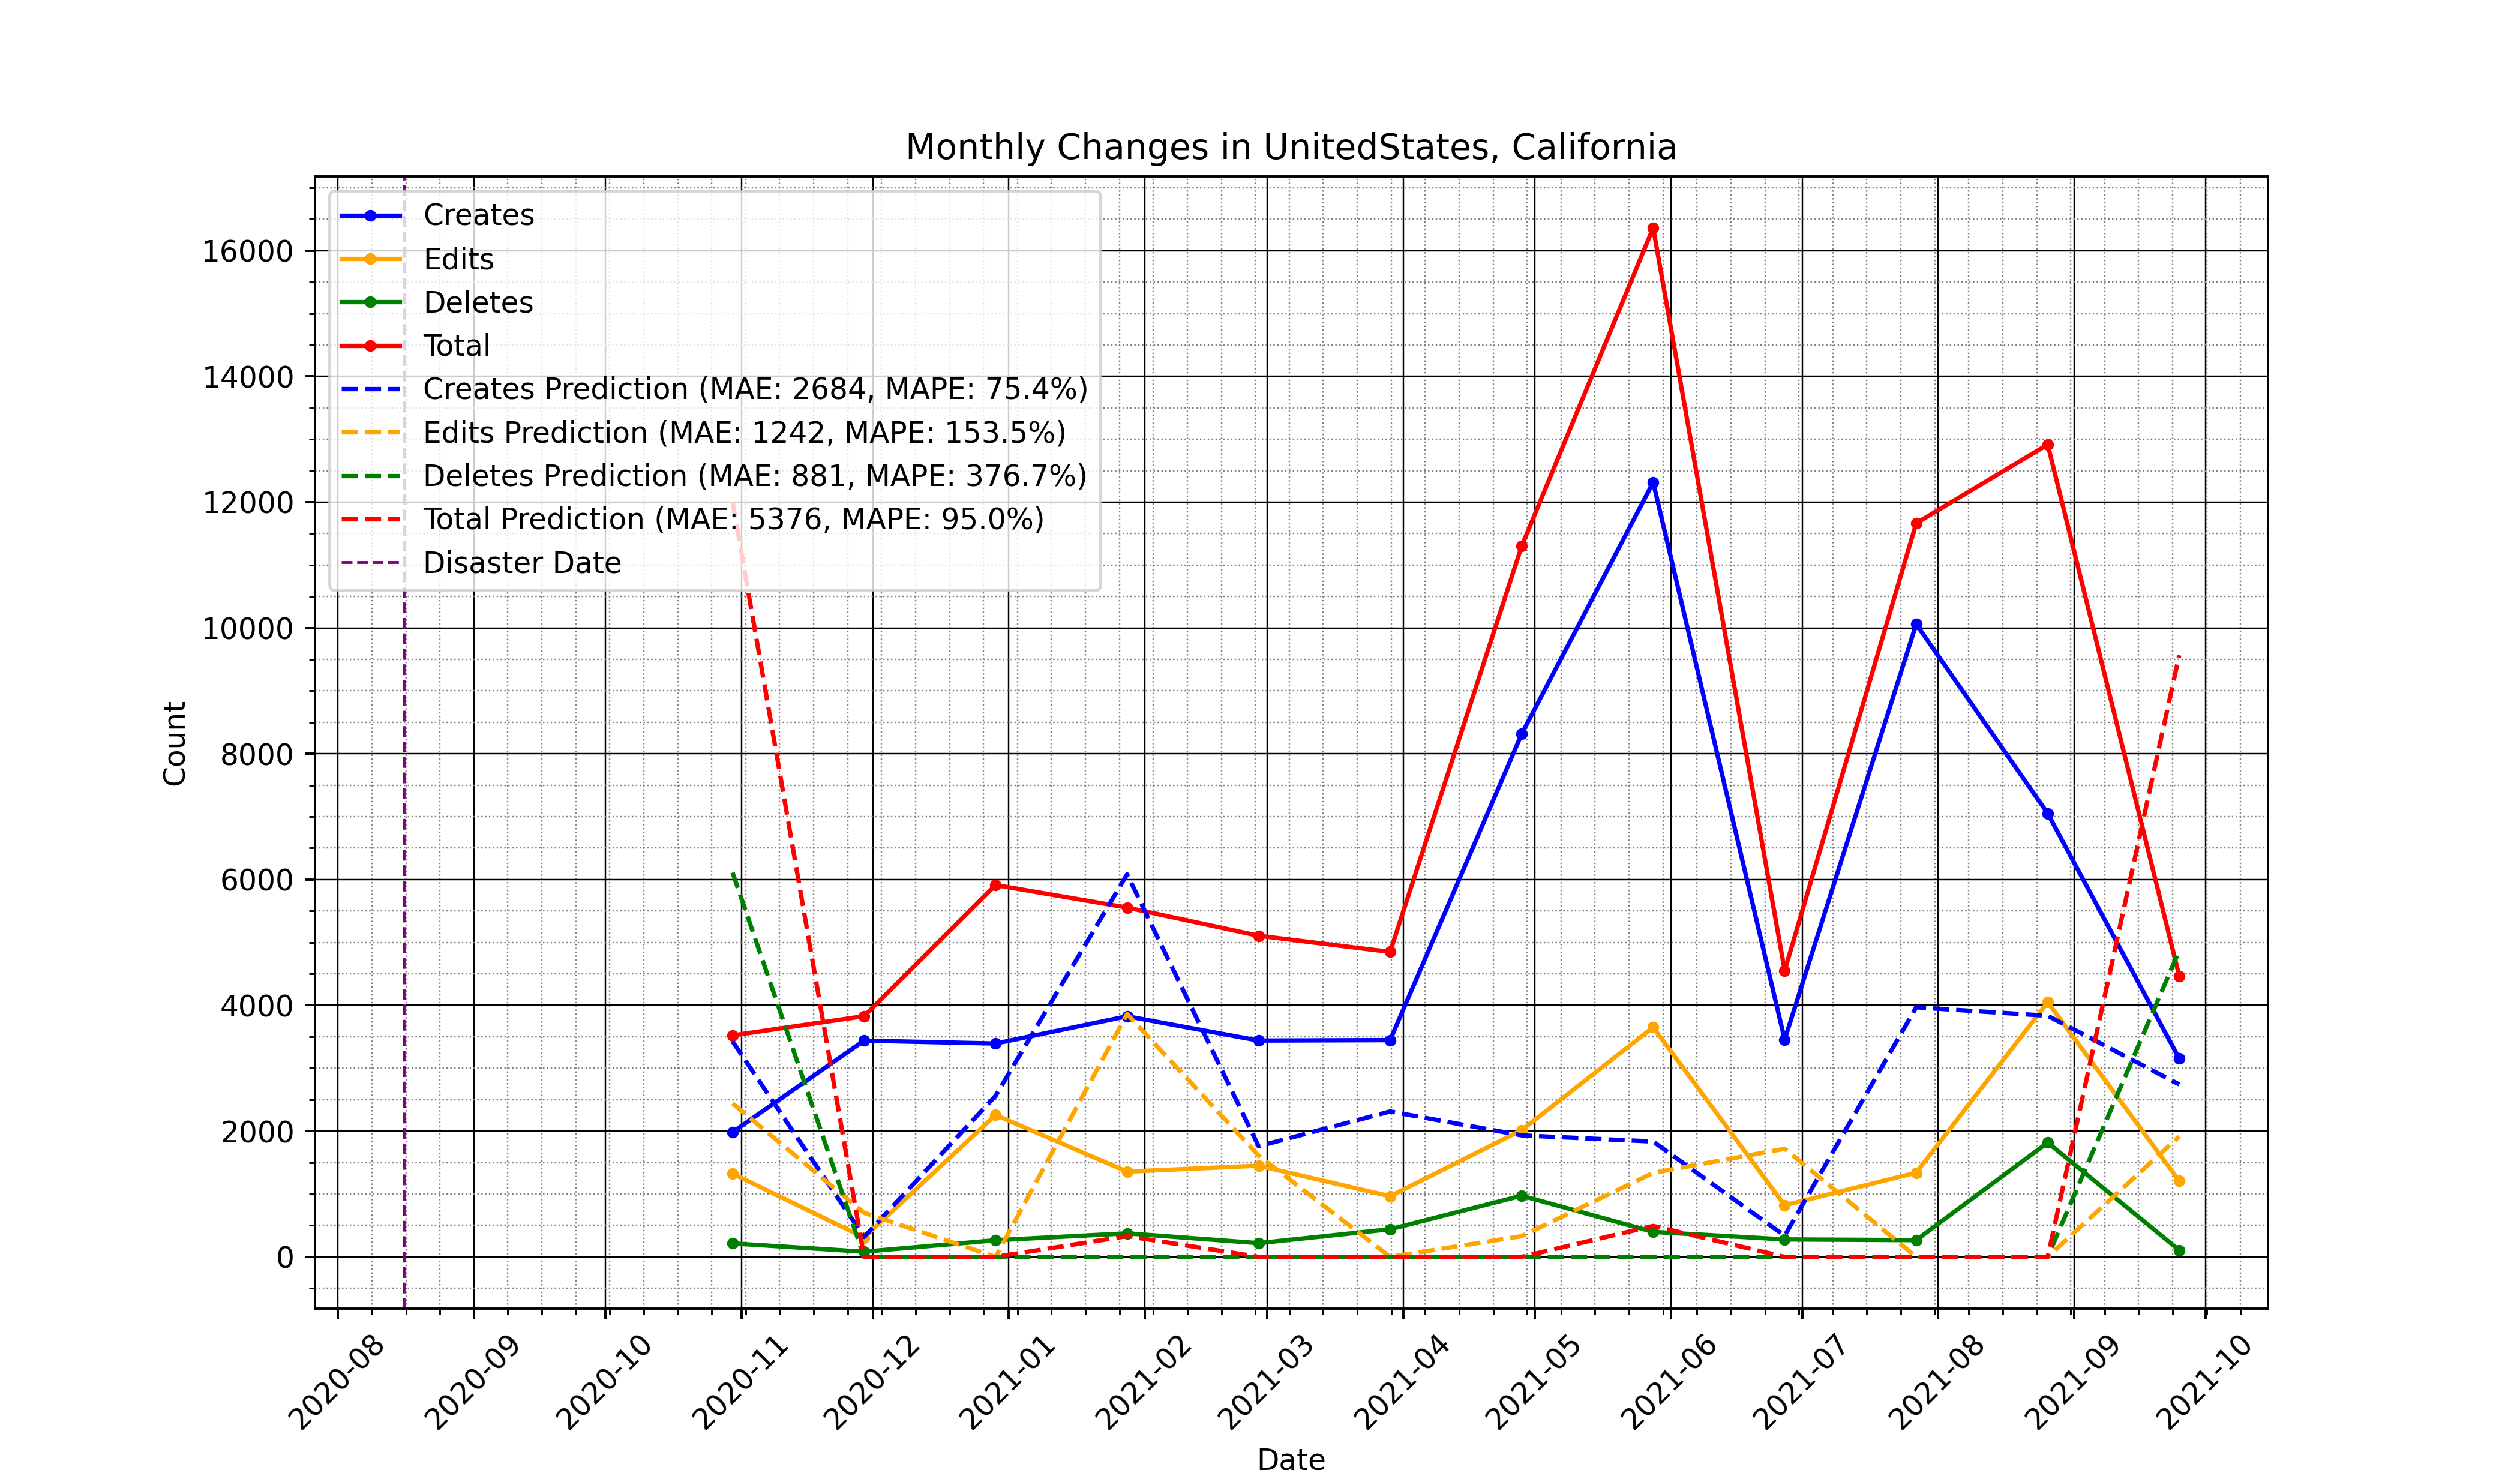 Monthly Changes in UnitedStates, California
Creates
Edits
Deletes
Total
Creates Prediction (MAE: 2684, MAPE: 75.4%)
Edits Prediction (MAE: 1242, MAPE: 153.5%)
Deletes Prediction (MAE: 881, MAPE: 376.7%)
Total Prediction (MAE: 5376, MAPE: 95.0%)
Disaster Date
16000
14000
12000
10000
8000
6000
4000
2000
0
Count
2020-08
2020-09
2020-10
2020-11
2020-12
2021-01
2021-02
2021-03
2021-04
2021-05
2021-06
2021-07
2021-08
2021-09
2021-10
Date